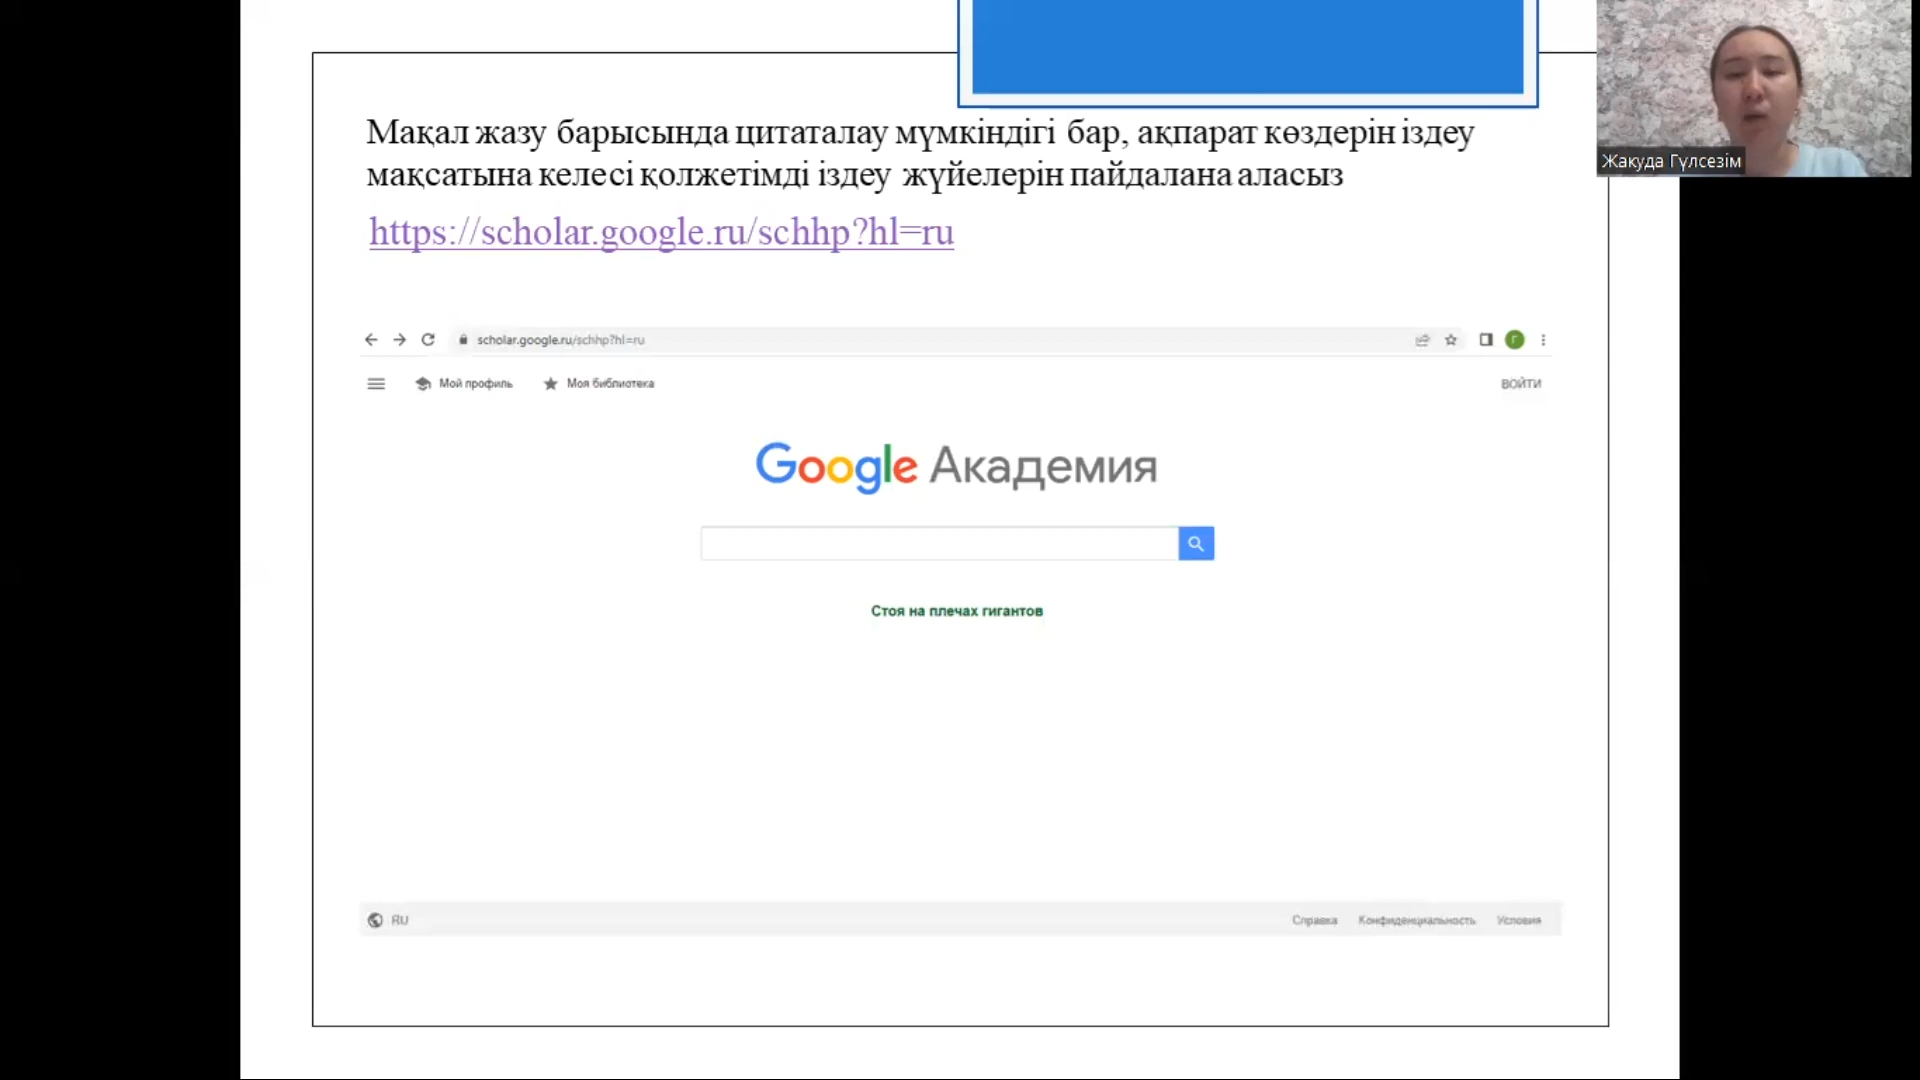 Мақал жазу барысында цитаталау мүмкіндігі бар, ақпарат көздерін іздеу
мақсатына келесі қолжетімді іздеу жүйелерін пайдалана аласыз
https://scholar.google.ru/schhp?hl=ru
Жакуда Гүлсезім
scholar.google.ru/schhp?hl=ru
Г
Мой профиль
Моя библиотека
ВОЙТИ
Google Академия
Стоя на плечах гигантов
RU
Справка
Конфиденциальность
Условия